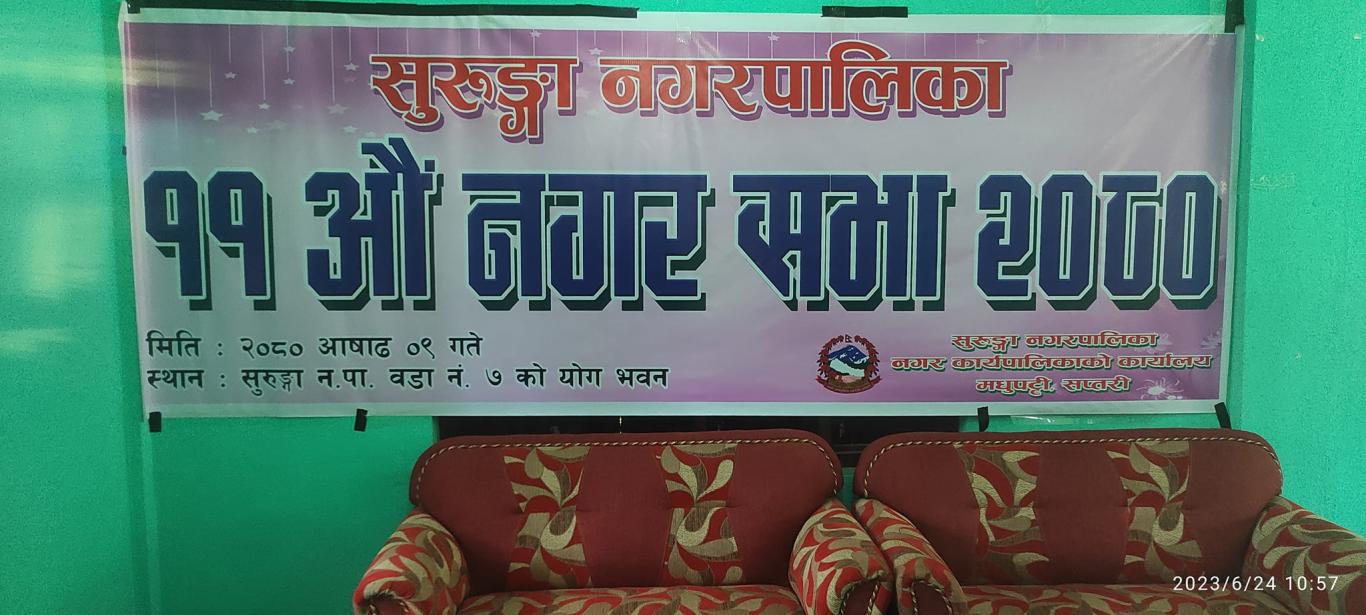 सुरुङ्गा नगरपालिका
११ औं नगर सभा २०८०
मिति : २०८० आषाढ ०९ गते
स्थान : सुरुङ्गा न.पा. वडा नं. ७ को योग भवन
सुरुङ्गा नगरपालिका
नगर कार्यपालिकाको कार्यालय
मधुपट्टी, सप्तरी
2023/6/24 10:57